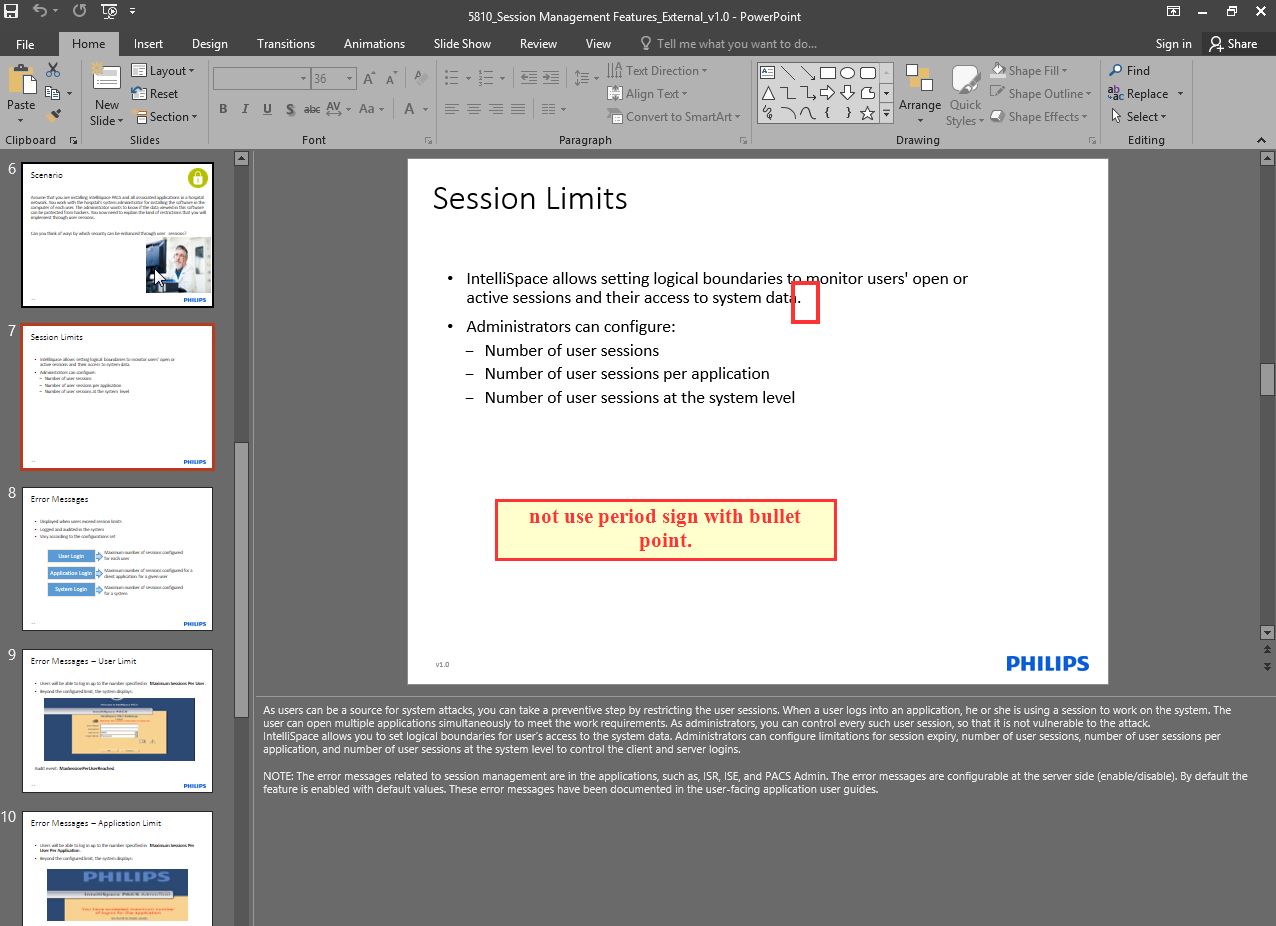 5810_Session Management Features_External_v1.0 - PowerPoint
File Home Insert Design Transitions Animations Slide Show Review View Tell me what you want to do... Sign in Share
Paste
New Slide
Layout
Reset
Section
36
B I U S abc AV Aa A
Text Direction
Align Text
Convert to SmartArt
Arrange
Quick Styles
Shape Fill
Shape Outline
Shape Effects
Find
Replace
Select
Clipboard Slides Font Paragraph Drawing Editing
6
Scenario
Assume that you are installing IntelliSpace PACS and all associated applications in a hospital
network. You work with the hospital's system administrator for installing the software in the
computer of each user. The administrator wants to know if the data viewed in this software
can be protected from hackers. You now need to explain the kind of restrictions that you will
implement through user sessions.
Can you think of ways by which security can be enhanced through user sessions?
PHILIPS
7
Session Limits
IntelliSpace allows setting logical boundaries to monitor users' open or
active sessions and their access to system data.
Administrators can configure:
Number of user sessions
Number of user sessions per application
Number of user sessions at the system level
PHILIPS
8
Error Messages
Displayed when users exceed session limits
Logged and audited in the system
Vary according to the configurations set
User Login
Maximum number of sessions configured
for each user
Application Login
Maximum number of sessions configured for a
client application for a given user
System Login
Maximum number of sessions configured
for a system
PHILIPS
9
Error Messages – User Limit
Users will be able to log in up to the number specified in Maximum Sessions Per User.
Beyond the configured limit, the system displays:
Audit event: MaxSessionPerUserReached
PHILIPS
10
Error Messages – Application Limit
Users will be able to log in up to the number specified in Maximum Sessions Per
User Per Application.
Beyond the configured limit, the system displays:
PHILIPS
IntelliSpace PACS AdminTool
You have exceeded maximum number
of logins for the application
Session Limits
• IntelliSpace allows setting logical boundaries to monitor users' open or
active sessions and their access to system data.
• Administrators can configure:
– Number of user sessions
– Number of user sessions per application
– Number of user sessions at the system level
not use period sign with bullet
point.
v1.0
PHILIPS
As users can be a source for system attacks, you can take a preventive step by restricting the user sessions. When a user logs into an application, he or she is using a session to work on the system. The
user can open multiple applications simultaneously to meet the work requirements. As administrators, you can control every such user session, so that it is not vulnerable to the attack.
IntelliSpace allows you to set logical boundaries for user's access to the system data. Administrators can configure limitations for session expiry, number of user sessions, number of user sessions per
application, and number of user sessions at the system level to control the client and server logins.
NOTE: The error messages related to session management are in the applications, such as, ISR, ISE, and PACS Admin. The error messages are configurable at the server side (enable/disable). By default the
feature is enabled with default values. These error messages have been documented in the user-facing application user guides.